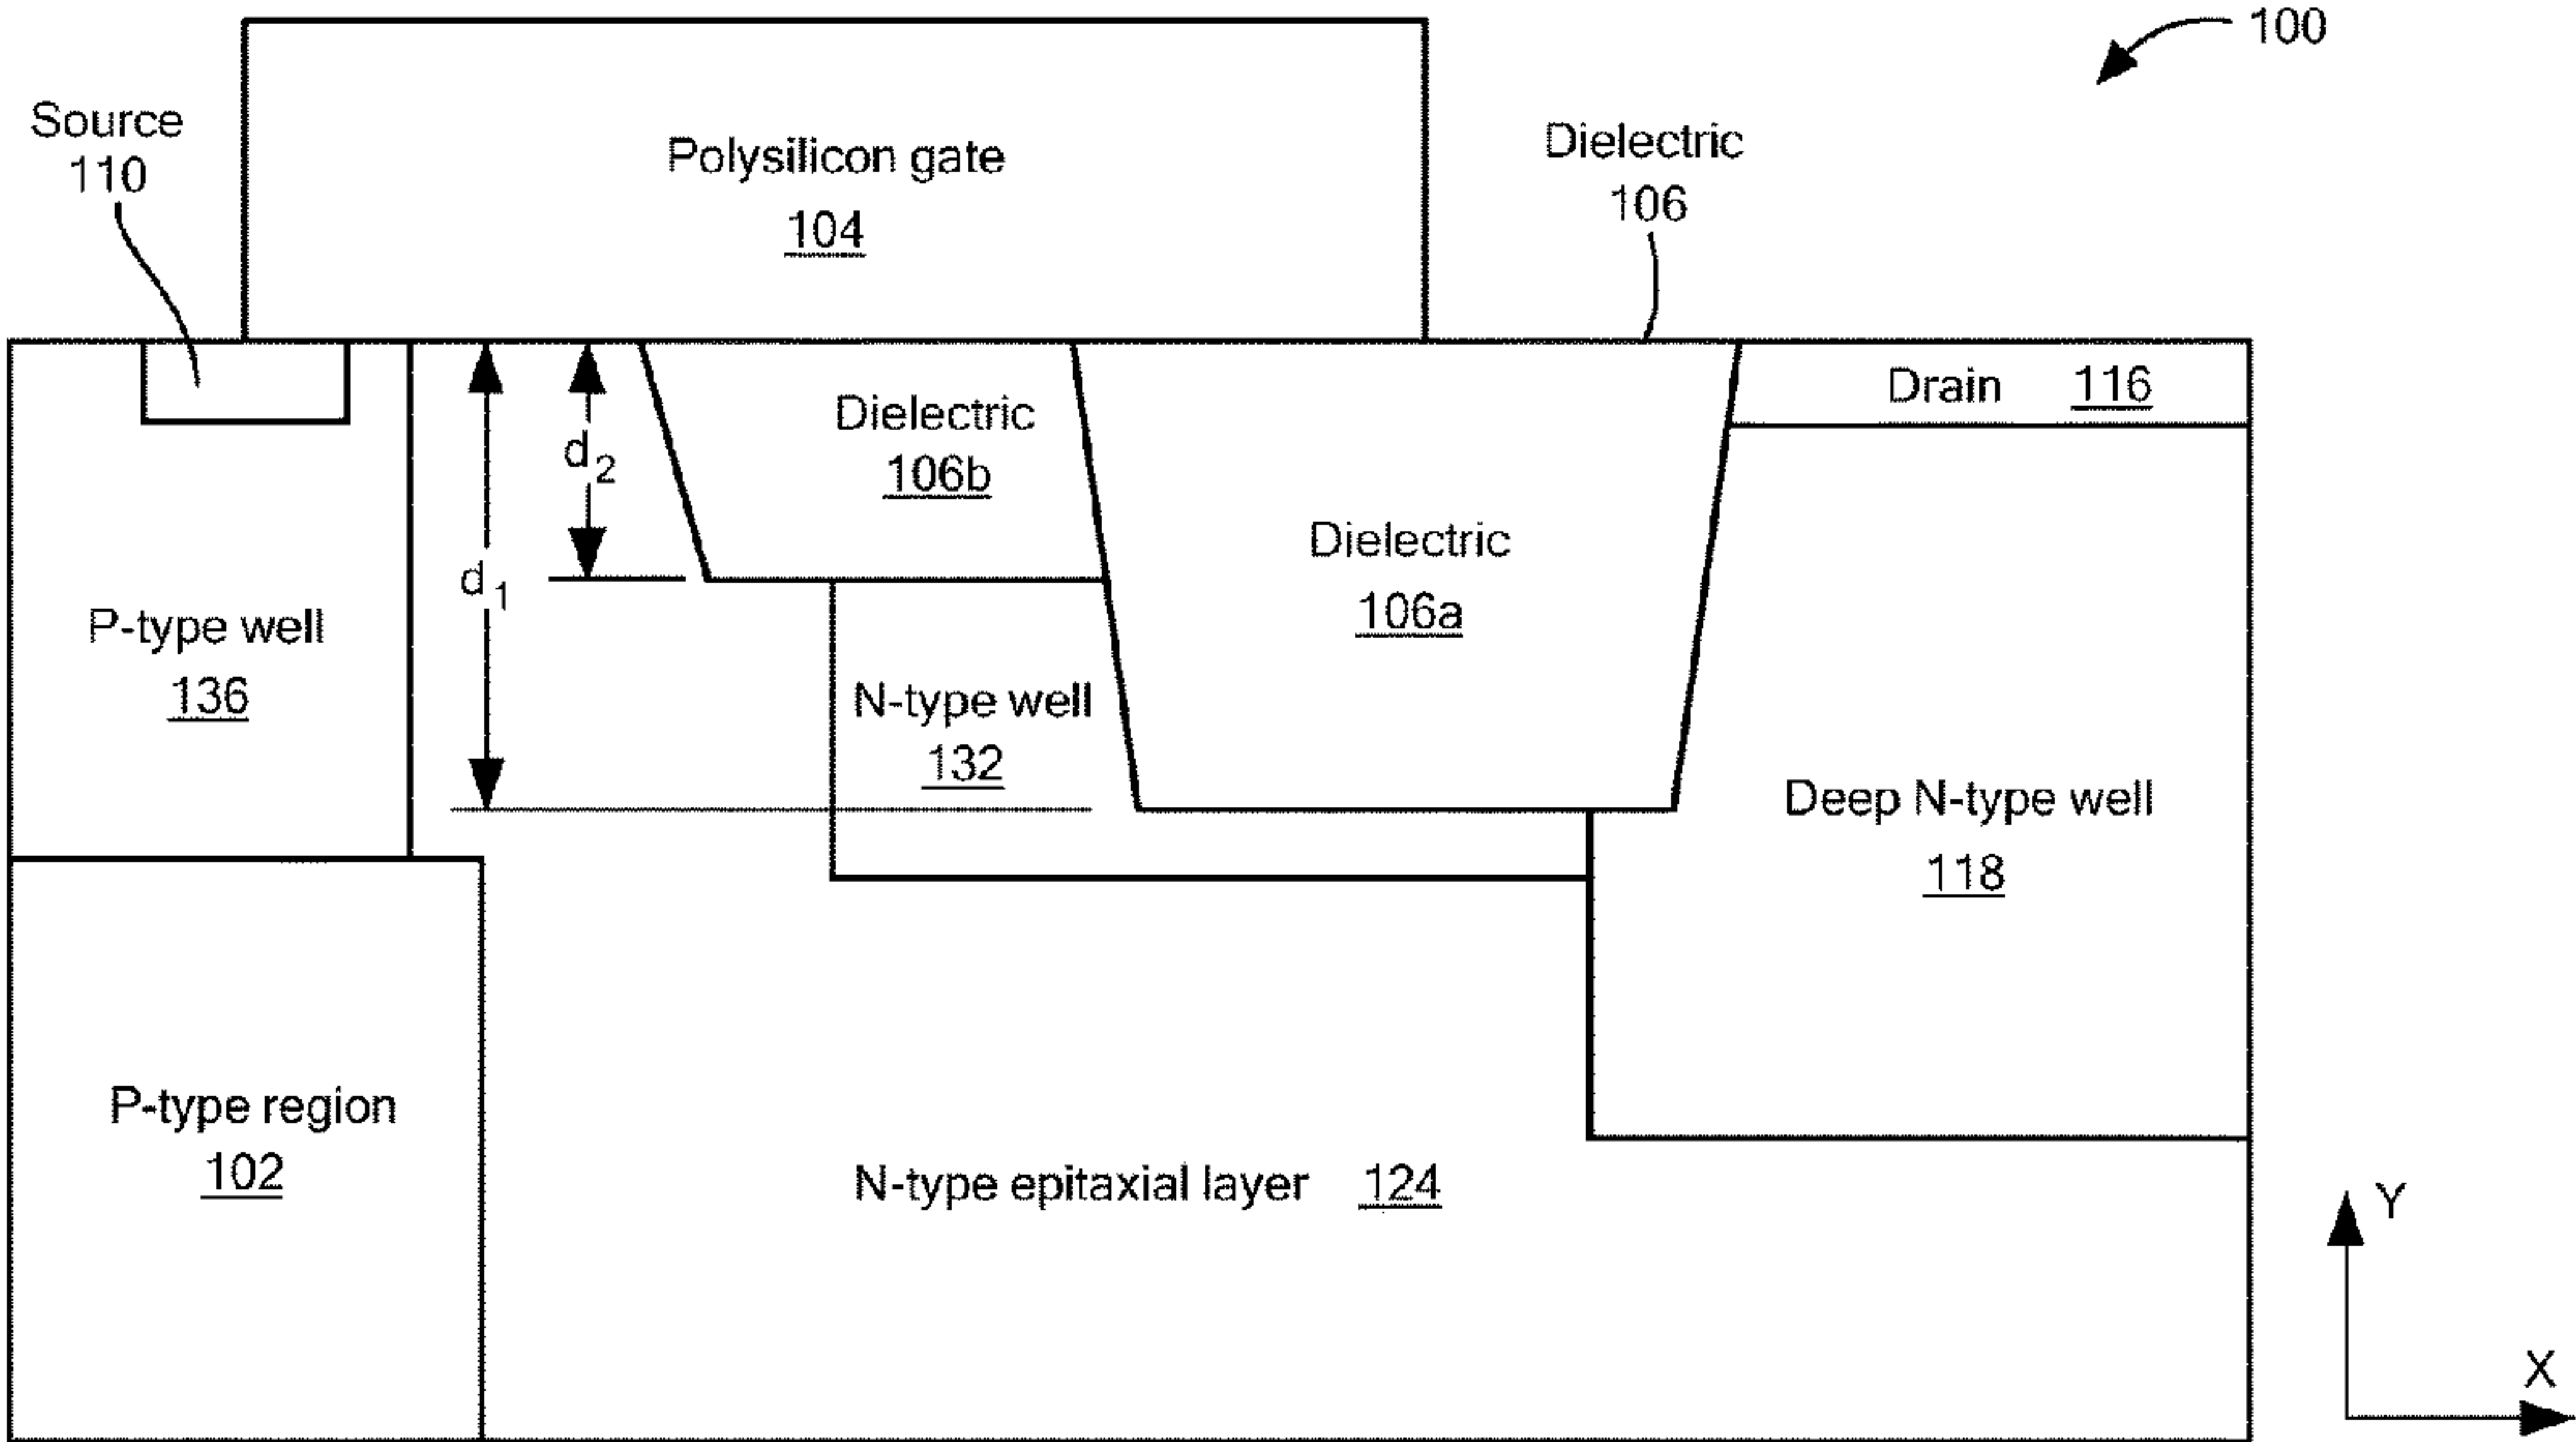 100
Source
110
Polysilicon gate
104
Dielectric
106
Drain 116
Dielectric
106b
d2
d1
Dielectric
106a
P-type well
136
N-type well
132
Deep N-type well
118
P-type region
102
N-type epitaxial layer 124
Y
X